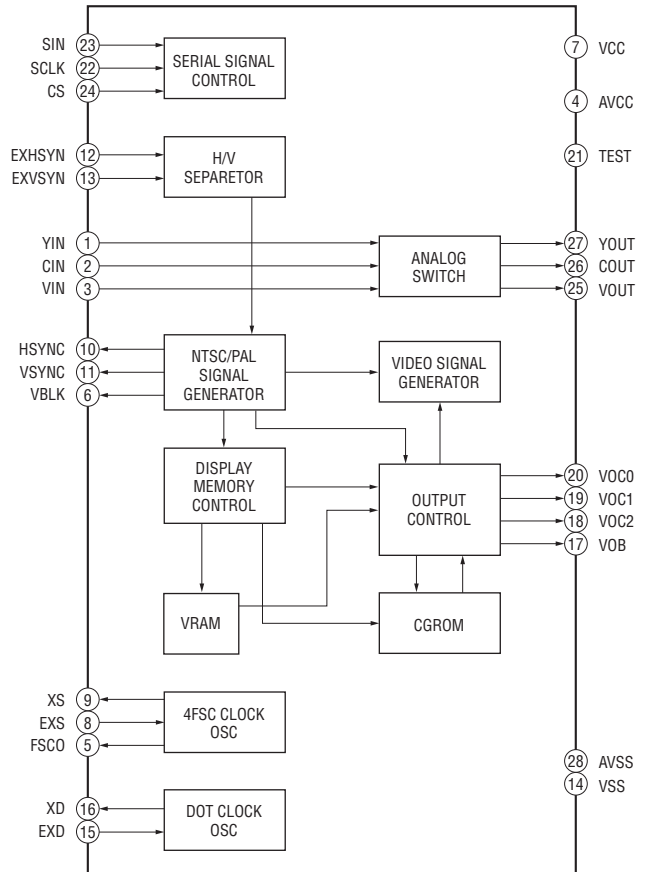 SIN 23
SCLK 22
CS 24
SERIAL SIGNAL
CONTROL
7 VCC
4 AVCC
EXHSYN 12
EXVSYN 13
H/V
SEPARETOR
21 TEST
YIN 1
CIN 2
VIN 3
ANALOG
SWITCH
27 YOUT
26 COUT
25 VOUT
HSYNC 10
VSYNC 11
VBLK 6
NTSC/PAL
SIGNAL
GENERATOR
VIDEO SIGNAL
GENERATOR
DISPLAY
MEMORY
CONTROL
OUTPUT
CONTROL
20 VOC0
19 VOC1
18 VOC2
17 VOB
VRAM
CGROM
XS 9
EXS 8
FSCO 5
4FSC CLOCK
OSC
28 AVSS
14 VSS
XD 16
EXD 15
DOT CLOCK
OSC